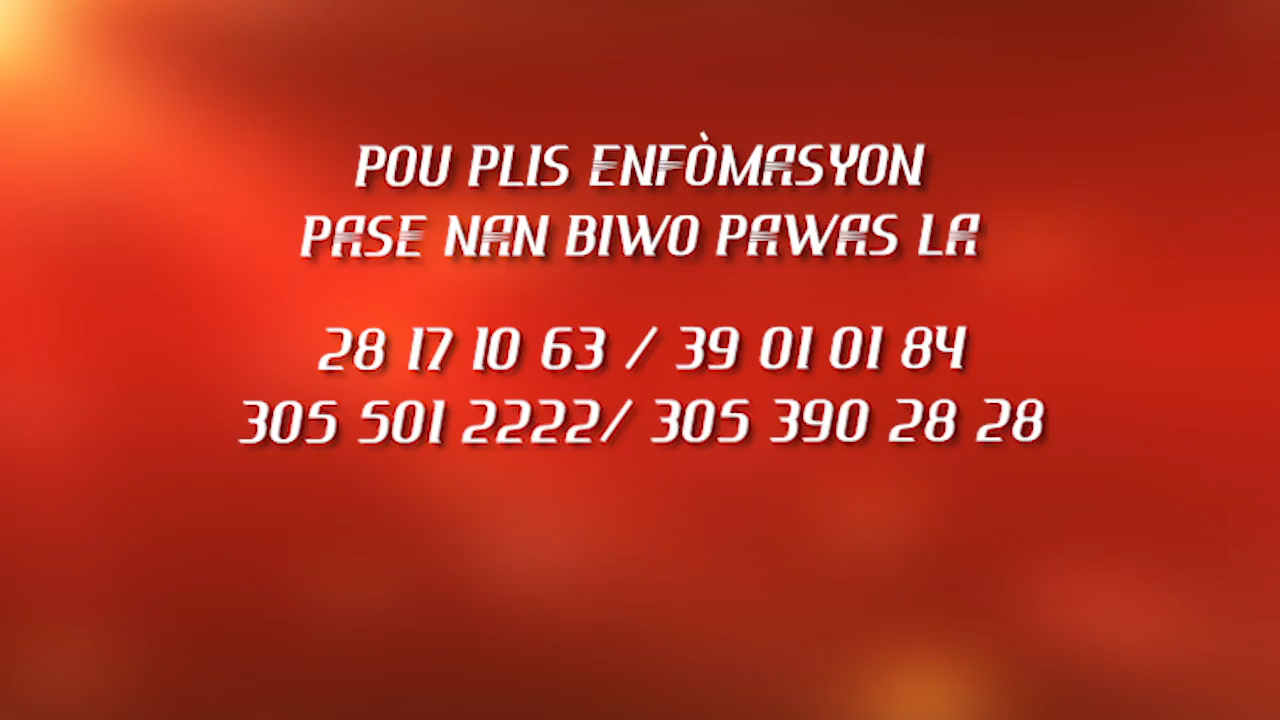 POU PLIS ENFÒMASYON
PASE NAN BIWO PAWAS LA
28 17 10 63 / 39 01 01 84
305 501 2222/ 305 390 28 28